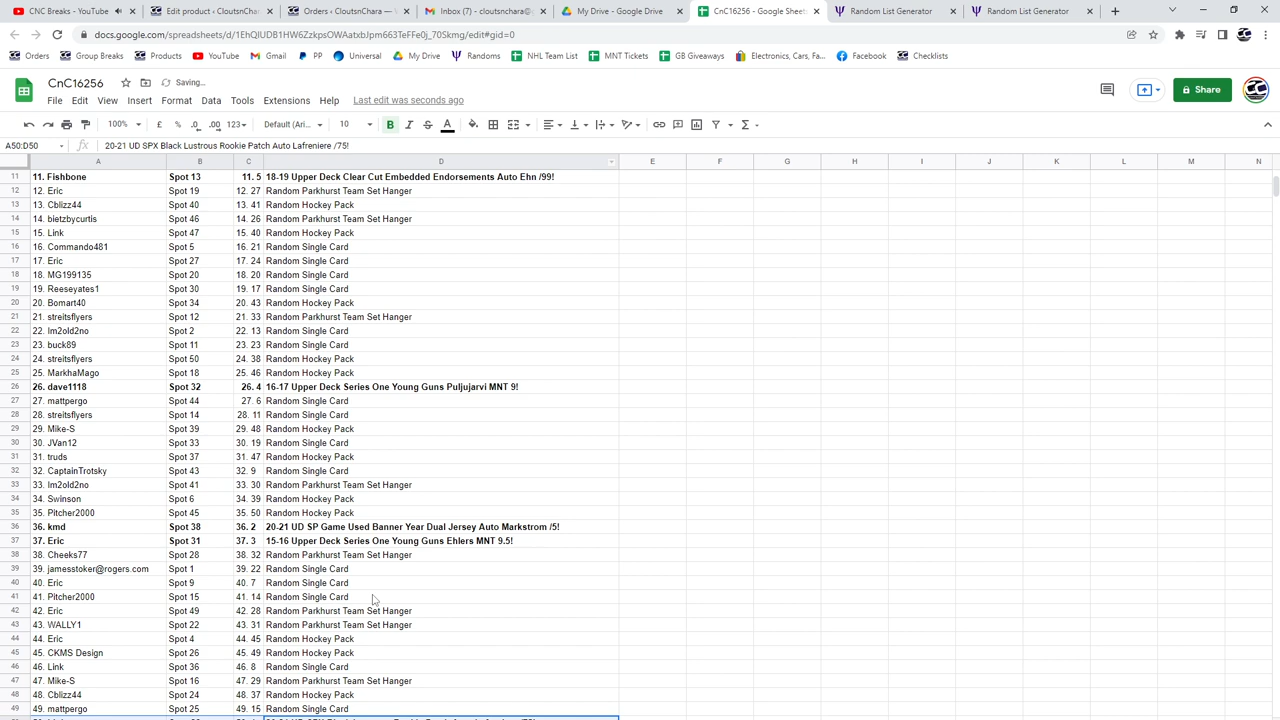 CNC Breaks - YouTube
Edit product ‹ CloutsnChara ‹
Orders ‹ CloutsnChara — V
Inbox (7) - cloutsnchara@g
My Drive - Google Drive
CnC16256 - Google Sheets
Random List Generator
Random List Generator
docs.google.com/spreadsheets/d/1EhQIUDB1HW6ZzkpsOWAatxbJpm663TeFFe0j_70Skmg/edit#gid=0
Orders Group Breaks Products YouTube Gmail PP Universal My Drive Randoms NHL Team List MNT Tickets GB Giveaways Electronics, Cars, Fa... Facebook Checklists
CnC16256 Saving...
File Edit View Insert Format Data Tools Extensions Help Last edit was seconds ago
Share
100% £ % .0 .00 123 Default (Ari... 10 B I S A
A50:D50 fx 20-21 UD SPX Black Lustrous Rookie Patch Auto Lafreniere /75!
A B C D E F G H I J K L M N
11 11. Fishbone Spot 13 11. 5 18-19 Upper Deck Clear Cut Embedded Endorsements Auto Ehn /99!
12 12. Eric Spot 19 12. 27 Random Parkhurst Team Set Hanger
13 13. Cblizz44 Spot 40 13. 41 Random Hockey Pack
14 14. bietzbycurtis Spot 46 14. 26 Random Parkhurst Team Set Hanger
15 15. Link Spot 47 15. 40 Random Hockey Pack
16 16. Commando481 Spot 5 16. 21 Random Single Card
17 17. Eric Spot 27 17. 24 Random Single Card
18 18. MG199135 Spot 20 18. 20 Random Single Card
19 19. Reeseyates1 Spot 30 19. 17 Random Single Card
20 20. Bomart40 Spot 34 20. 43 Random Hockey Pack
21 21. streitsflyers Spot 12 21. 33 Random Parkhurst Team Set Hanger
22 22. Im2old2no Spot 2 22. 13 Random Single Card
23 23. buck89 Spot 11 23. 23 Random Single Card
24 24. streitsflyers Spot 50 24. 38 Random Hockey Pack
25 25. MarkhaMago Spot 18 25. 46 Random Hockey Pack
26 26. dave1118 Spot 32 26. 4 16-17 Upper Deck Series One Young Guns Puljujarvi MNT 9!
27 27. mattpergo Spot 44 27. 6 Random Single Card
28 28. streitsflyers Spot 14 28. 11 Random Single Card
29 29. Mike-S Spot 39 29. 48 Random Hockey Pack
30 30. JVan12 Spot 33 30. 19 Random Single Card
31 31. truds Spot 37 31. 47 Random Hockey Pack
32 32. CaptainTrotsky Spot 43 32. 9 Random Single Card
33 33. Im2old2no Spot 41 33. 30 Random Parkhurst Team Set Hanger
34 34. Swinson Spot 6 34. 39 Random Hockey Pack
35 35. Pitcher2000 Spot 45 35. 50 Random Hockey Pack
36 36. kmd Spot 38 36. 2 20-21 UD SP Game Used Banner Year Dual Jersey Auto Markstrom /5!
37 37. Eric Spot 31 37. 3 15-16 Upper Deck Series One Young Guns Ehlers MNT 9.5!
38 38. Cheeks77 Spot 28 38. 32 Random Parkhurst Team Set Hanger
39 39. jamesstoker@rogers.com Spot 1 39. 22 Random Single Card
40 40. Eric Spot 9 40. 7 Random Single Card
41 41. Pitcher2000 Spot 15 41. 14 Random Single Card
42 42. Eric Spot 49 42. 28 Random Parkhurst Team Set Hanger
43 43. WALLY1 Spot 22 43. 31 Random Parkhurst Team Set Hanger
44 44. Eric Spot 4 44. 45 Random Hockey Pack
45 45. CKMS Design Spot 26 45. 49 Random Hockey Pack
46 46. Link Spot 36 46. 8 Random Single Card
47 47. Mike-S Spot 16 47. 29 Random Parkhurst Team Set Hanger
48 48. Cblizz44 Spot 24 48. 37 Random Hockey Pack
49 49. mattpergo Spot 25 49. 15 Random Single Card